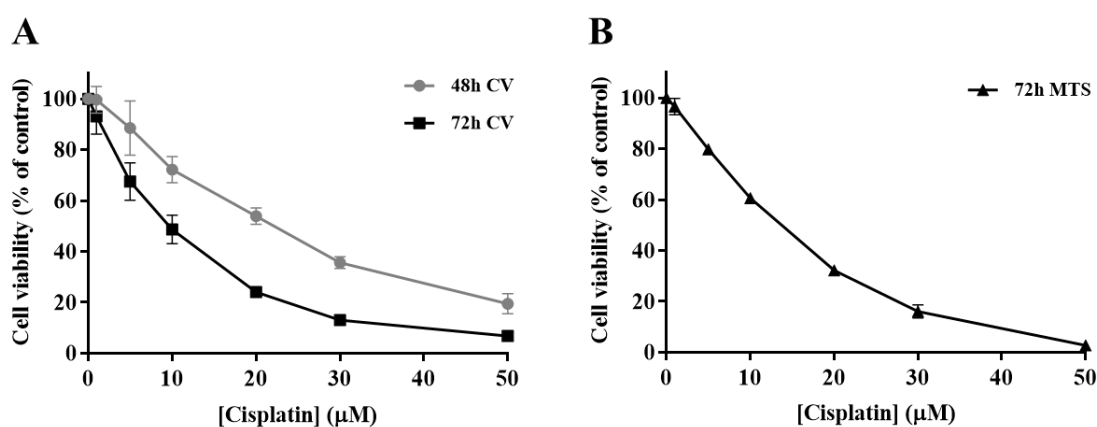 A
Cell viability (% of control)
100
80
60
40
20
0
0 10 20 30 40 50
[Cisplatin] (μM)
48h CV
72h CV
B
Cell viability (% of control)
100
80
60
40
20
0
0 10 20 30 40 50
[Cisplatin] (μM)
72h MTS